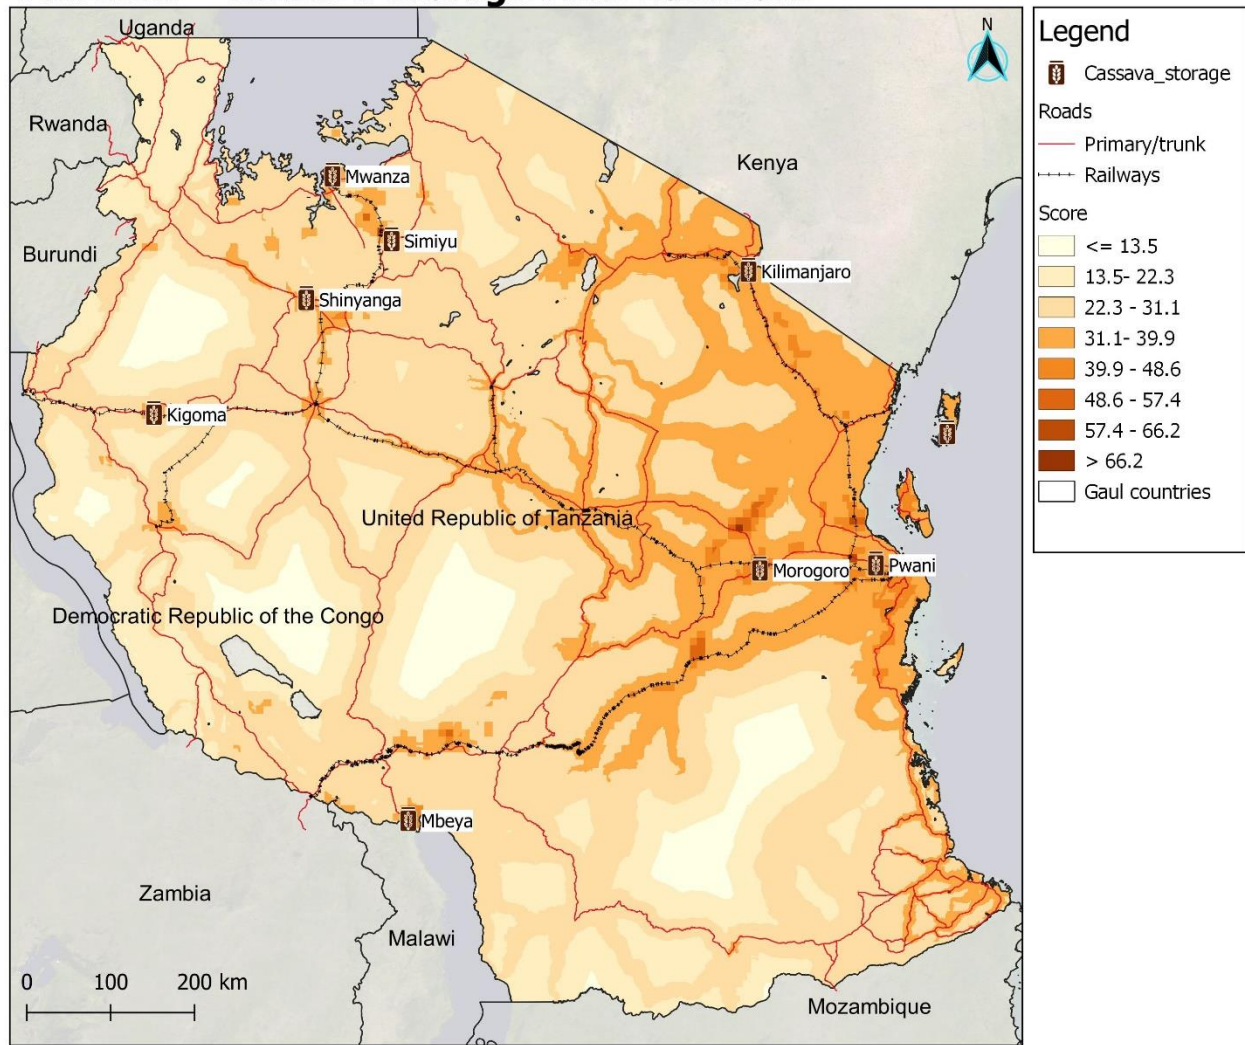 Uganda
N
Rwanda
Kenya
Mwanza
Burundi
Simiyu
Kilimanjaro
Shinyanga
Kigoma
United Republic of Tanzania
Morogoro
Pwani
Democratic Republic of the Congo
Mbeya
Zambia
Malawi
Mozambique
0 100 200 km
Legend
Cassava_storage
Roads
Primary/trunk
Railways
Score
<= 13.5
13.5- 22.3
22.3 - 31.1
31.1- 39.9
39.9 - 48.6
48.6 - 57.4
57.4 - 66.2
> 66.2
Gaul countries